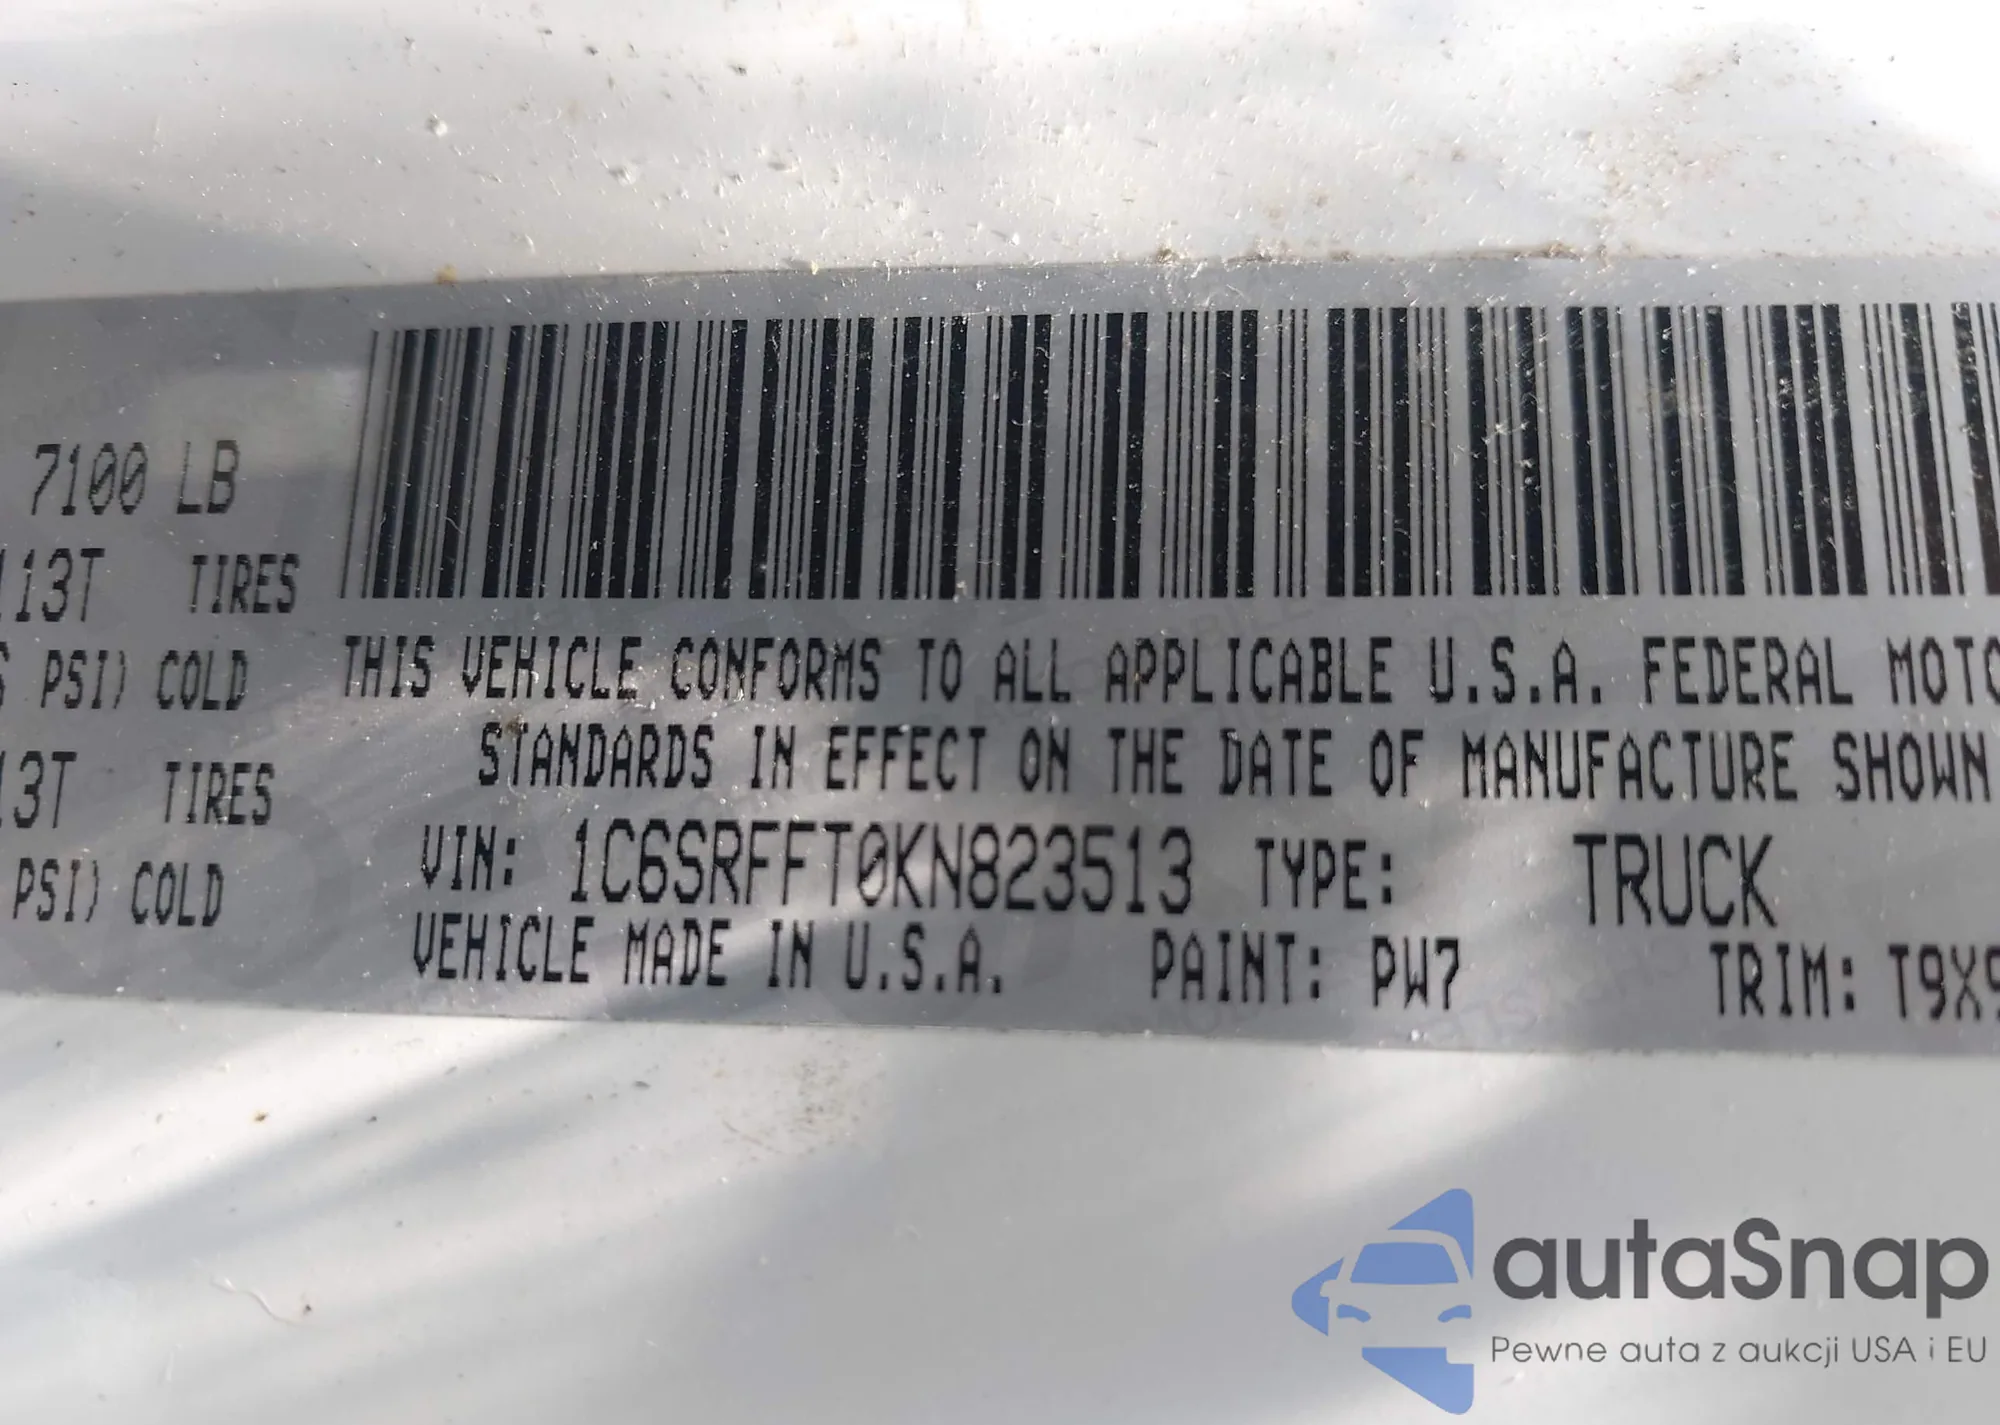 7100 LB
113T TIRES
PSI) COLD
13T TIRES
PSI) COLD
THIS VEHICLE CONFORMS TO ALL APPLICABLE U.S.A. FEDERAL MOTO
STANDARDS IN EFFECT ON THE DATE OF MANUFACTURE SHOWN
VIN: 1C6SRFFT0KN823513 TYPE: TRUCK
VEHICLE MADE IN U.S.A. PAINT: PW7 TRIM: T9X9
autaSnap
Pewne auta z aukcji USA i EU